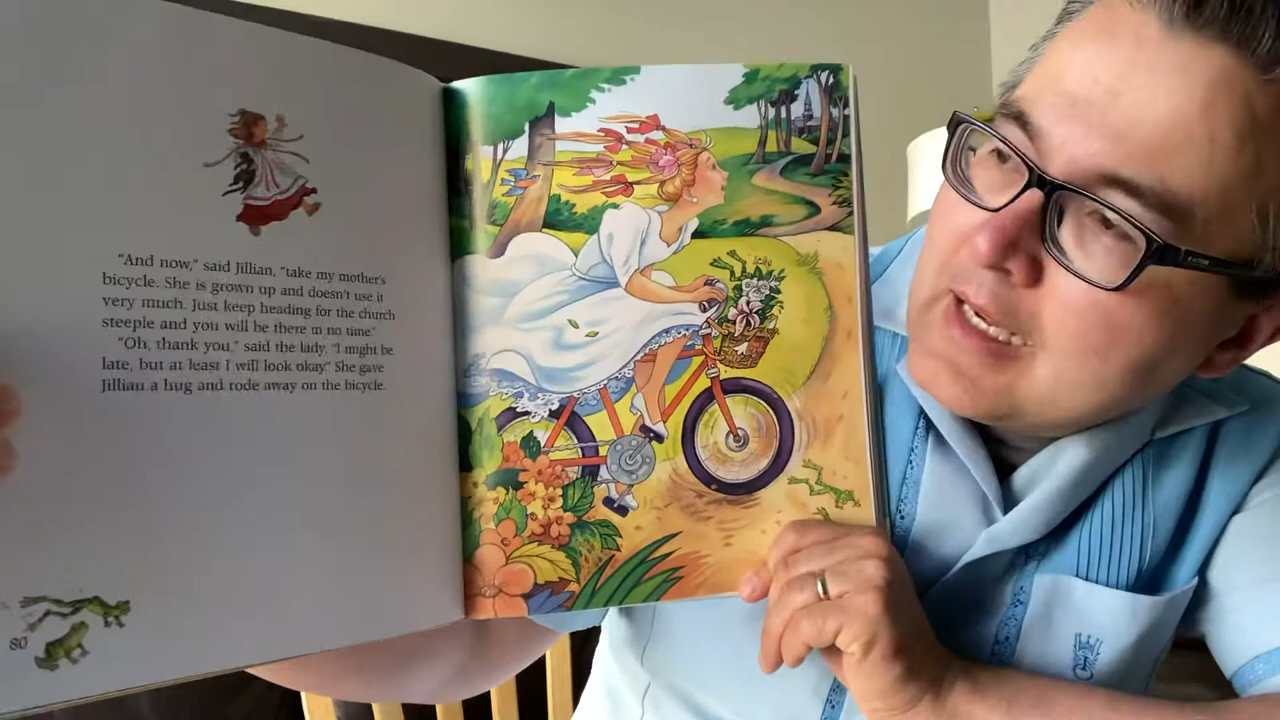 "And now," said Jillian, "take my mother's
bicycle. She is grown up and doesn't use it
very much. Just keep heading for the church
steeple and you will be there in no time."
"Oh, thank you," said the lady. "I might be
late, but at least I will look okay." She gave
Jillian a hug and rode away on the bicycle.
80